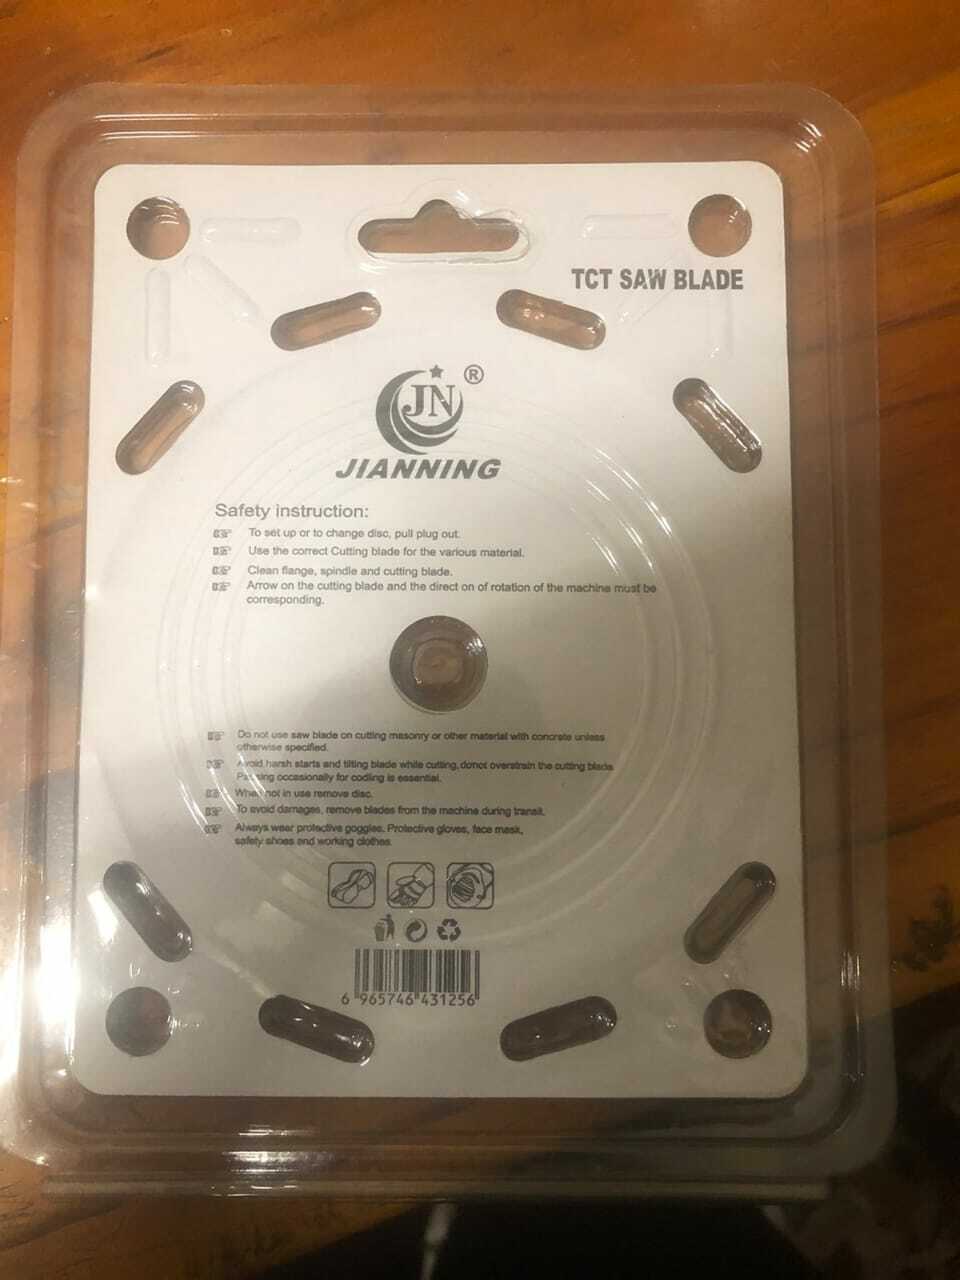 TCT SAW BLADE
JN ®
JIANNING
Safety instruction:
To set up or to change disc, pull plug out.
Use the correct Cutting blade for the various material.
Clean flange, spindle and cutting blade.
Arrow on the cutting blade and the direct on of rotation of the machine must be
corresponding.
Do not use saw blade on cutting masonry or other material with concrete unless
otherwise specified.
Avoid harsh starts and tilting blade while cutting, donot overstrain the cutting blade
occasionally for cooling is essential.
When not in use remove disc.
To avoid damages, remove blades from the machine during transit.
Always wear protective goggles. Protective gloves, face mask,
safety shoes and working clothes.
6 965746 431256